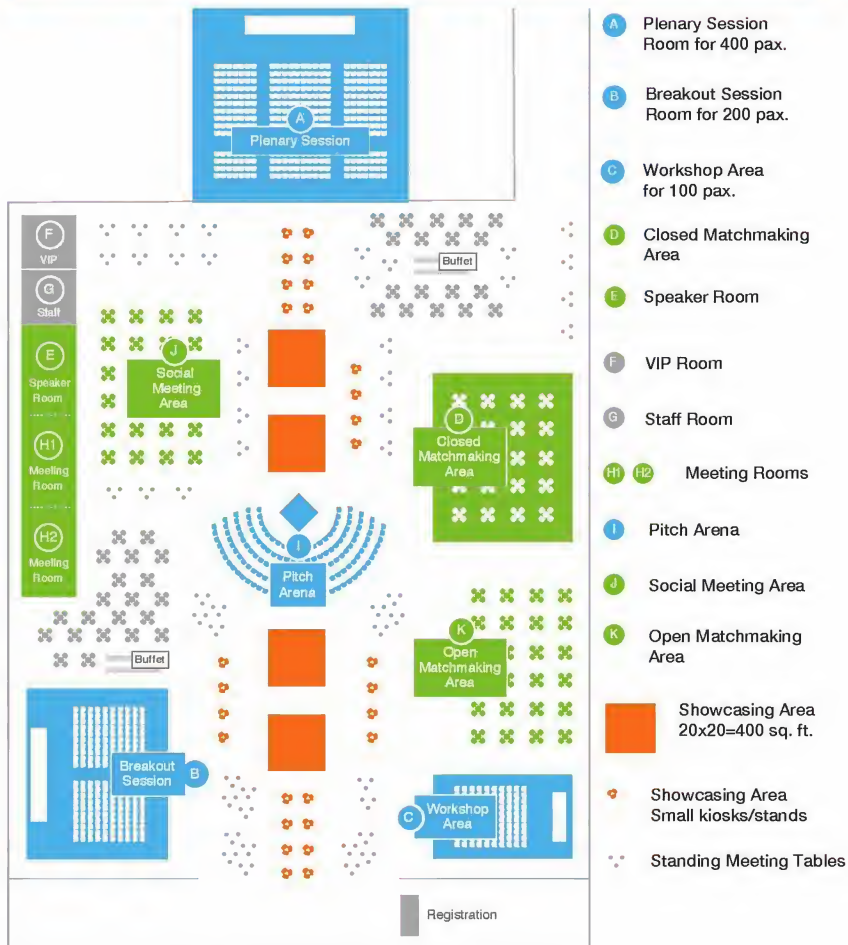 A
Plenary Session
F
VIP
G
Staff
E
Speaker
Room
H1
Meeting
Room
H2
Meeting
Room
Buffet
J
Social
Meeting
Area
D
Closed
Matchmaking
Area
I
Pitch
Arena
K
Open
Matchmaking
Area
Buffet
Breakout
Session
B
C
Workshop
Area
Registration
A Plenary Session
Room for 400 pax.
B Breakout Session
Room for 200 pax.
C Workshop Area
for 100 pax.
D Closed Matchmaking
Area
E Speaker Room
F VIP Room
G Staff Room
H1 H2 Meeting Rooms
I Pitch Arena
J Social Meeting Area
K Open Matchmaking
Area
Showcasing Area
20x20=400 sq. ft.
Showcasing Area
Small kiosks/stands
Standing Meeting Tables